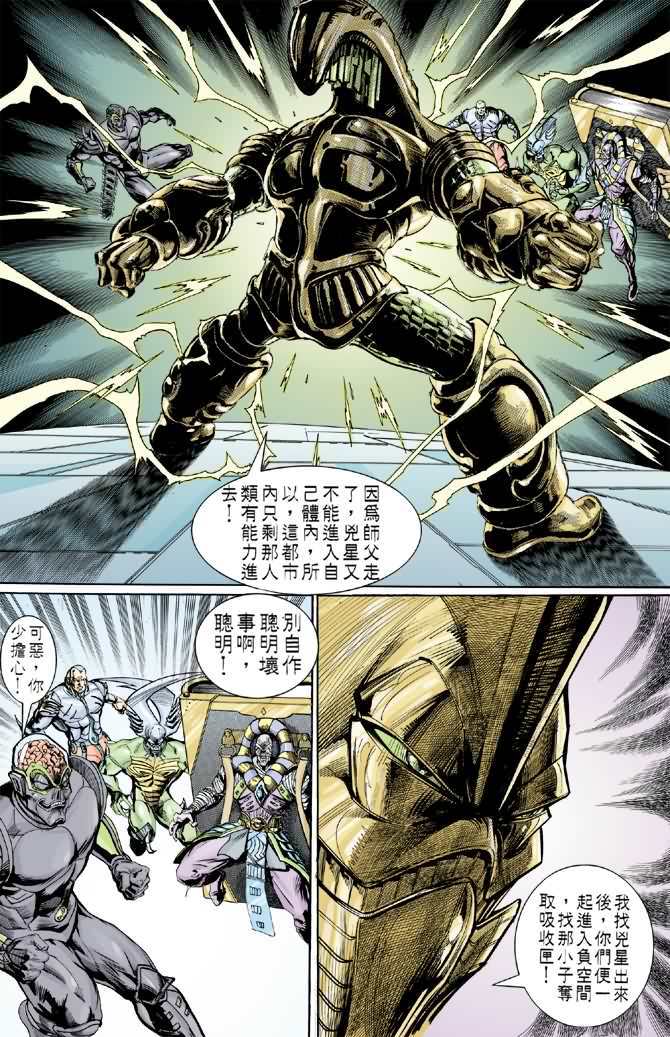 因為師父走
了，兇星又
不能進入自
己體內，所
以，這都市
內只剩那人
類有能力進
去！
別自作
聰明壞
事啊，
聰明！
可惡，你
少擔心！
我找兇星出來
後，你們便一
起進入負空間
，找那小子奪
取吸收匣！